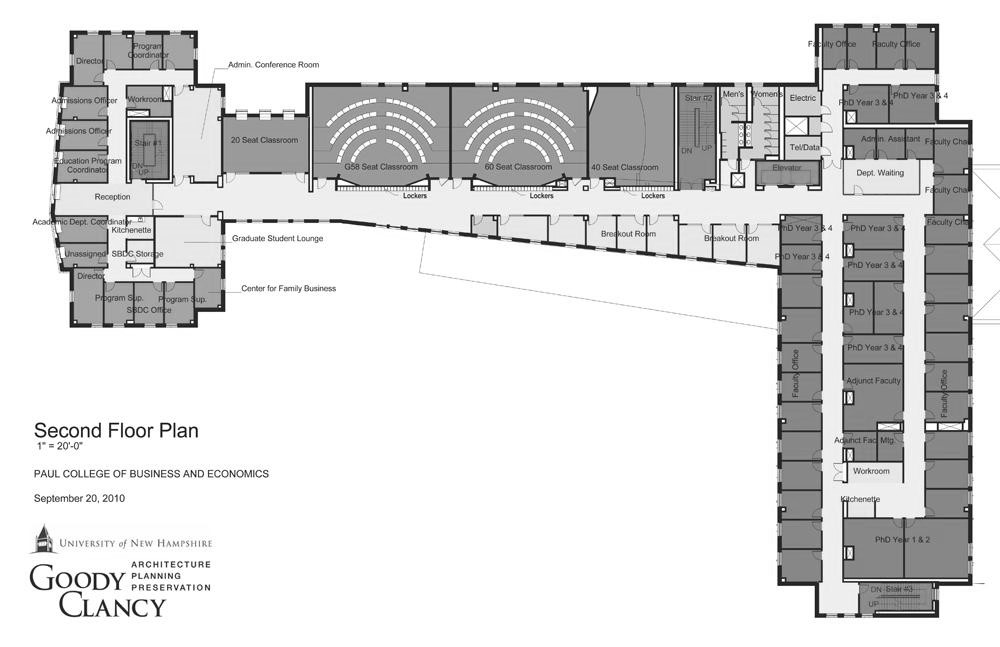 Program
Coordinator
Director
Admin. Conference Room
Admissions Officer
Workroom
Admissions Officer
Stair #1
DN
UP
Education Program
Coordinator
Reception
Academic Dept. Coordinator
Kitchenette
Unassigned
SBDC Storage
Graduate Student Lounge
Director
Center for Family Business
Program Sup.
Program Sup.
SBDC Office
20 Seat Classroom
G58 Seat Classroom
60 Seat Classroom
40 Seat Classroom
Lockers
Lockers
Lockers
Stair #2
DN
UP
Men's
Women's
Electric
Tel/Data
Elevator
Breakout Room
Breakout Room
Faculty Office
Faculty Office
PhD Year 3 & 4
PhD Year 3 & 4
Admin. Assistant
Faculty Chair
Dept. Waiting
Faculty Chair
Faculty Chair
PhD Year 3 & 4
PhD Year 3 & 4
PhD Year 3 & 4
PhD Year 3 & 4
PhD Year 3 & 4
PhD Year 3 & 4
Faculty Office
Adjunct Faculty
Faculty Office
Adjunct Fac. Mtg.
Workroom
Kitchenette
PhD Year 1 & 2
DN
Stair #3
UP
Second Floor Plan
1" = 20'-0"
PAUL COLLEGE OF BUSINESS AND ECONOMICS
September 20, 2010
UNIVERSITY of NEW HAMPSHIRE
GOODY
CLANCY
ARCHITECTURE
PLANNING
PRESERVATION